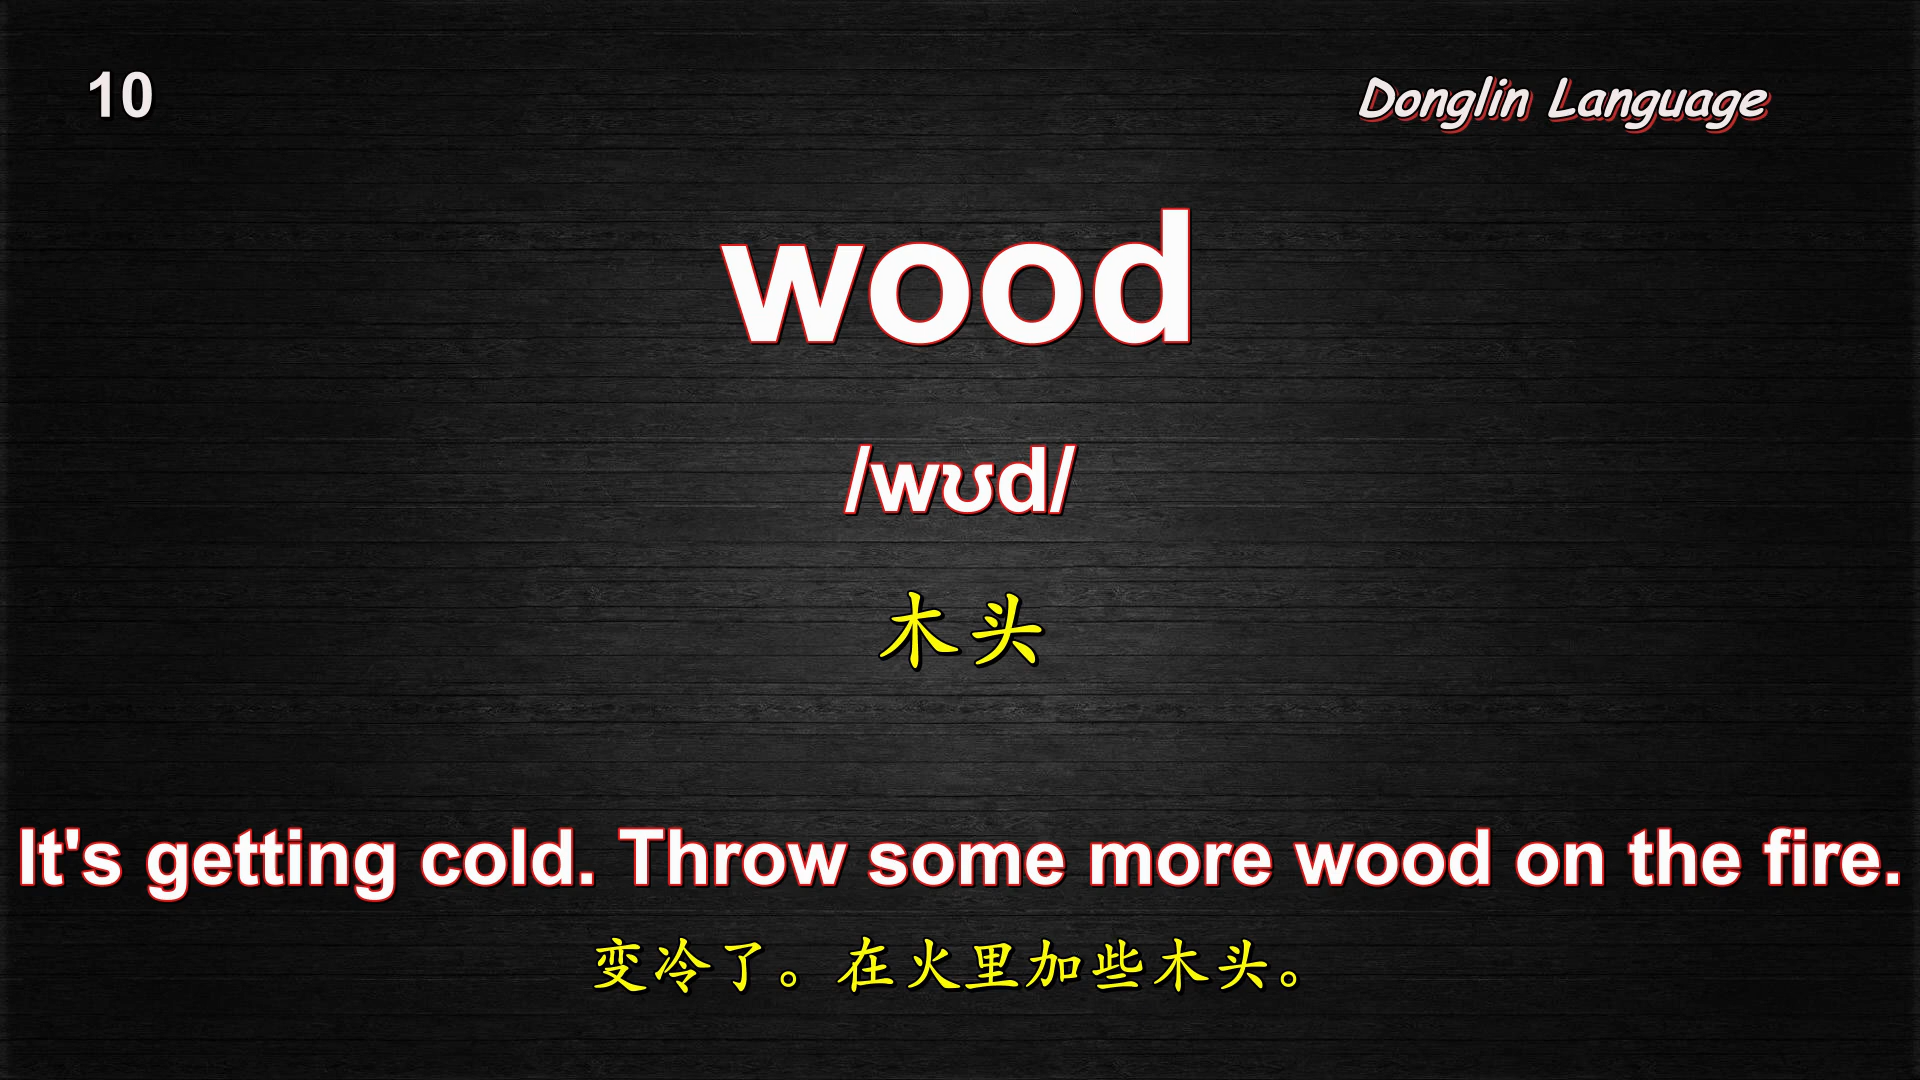 10
Donglin Language
wood
/wʊd/
木头
It's getting cold. Throw some more wood on the fire.
变冷了。在火里加些木头。